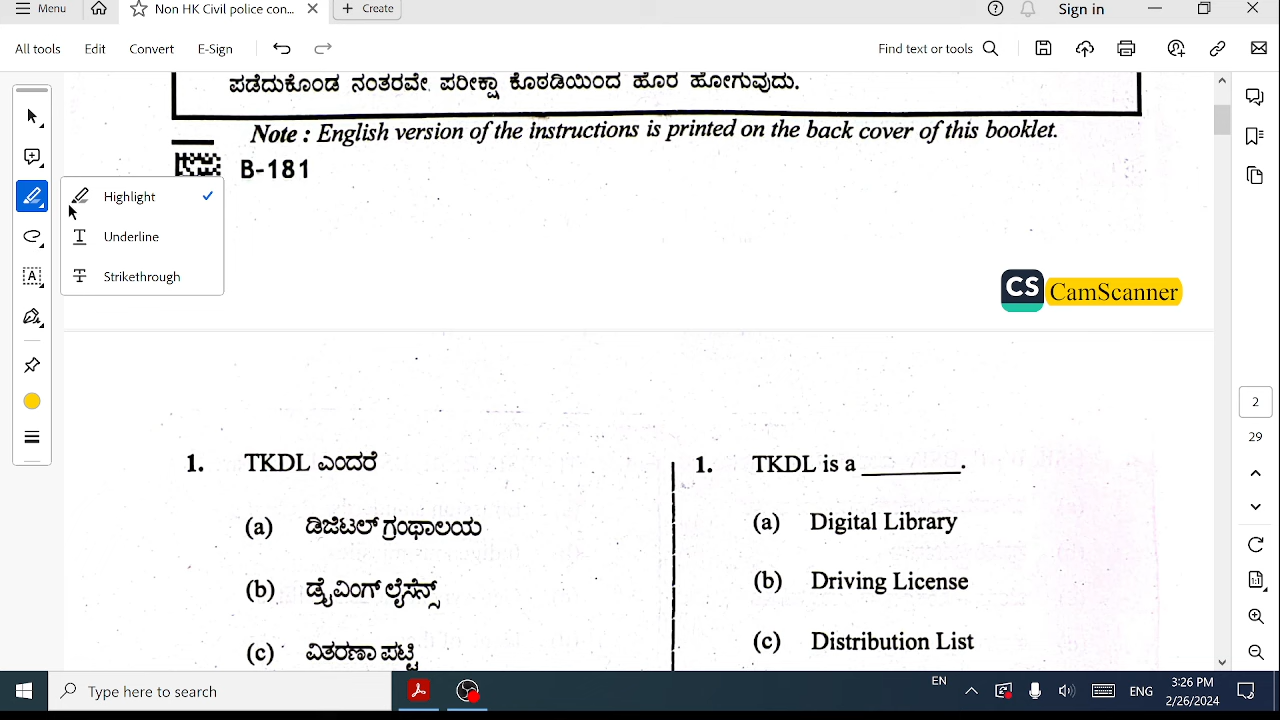 Menu
Non HK Civil police con...
Create
Sign in
All tools
Edit
Convert
E-Sign
Find text or tools
ಪಡೆದುಕೊಂಡ ನಂತರವೇ ಪರೀಕ್ಷಾ ಕೊಠಡಿಯಿಂದ ಹೊರ ಹೋಗುವುದು.
Note : English version of the instructions is printed on the back cover of this booklet.
B-181
Highlight
Underline
Strikethrough
CS CamScanner
2
29
1. TKDL ಎಂದರೆ
(a) ಡಿಜಿಟಲ್ ಗ್ರಂಥಾಲಯ
(b) ಡ್ರೈವಿಂಗ್ ಲೈಸೆನ್ಸ್
(c) ವಿತರಣಾ ಪಟ್ಟಿ
1. TKDL is a ________.
(a) Digital Library
(b) Driving License
(c) Distribution List
Type here to search
EN
ENG
3:26 PM
2/26/2024